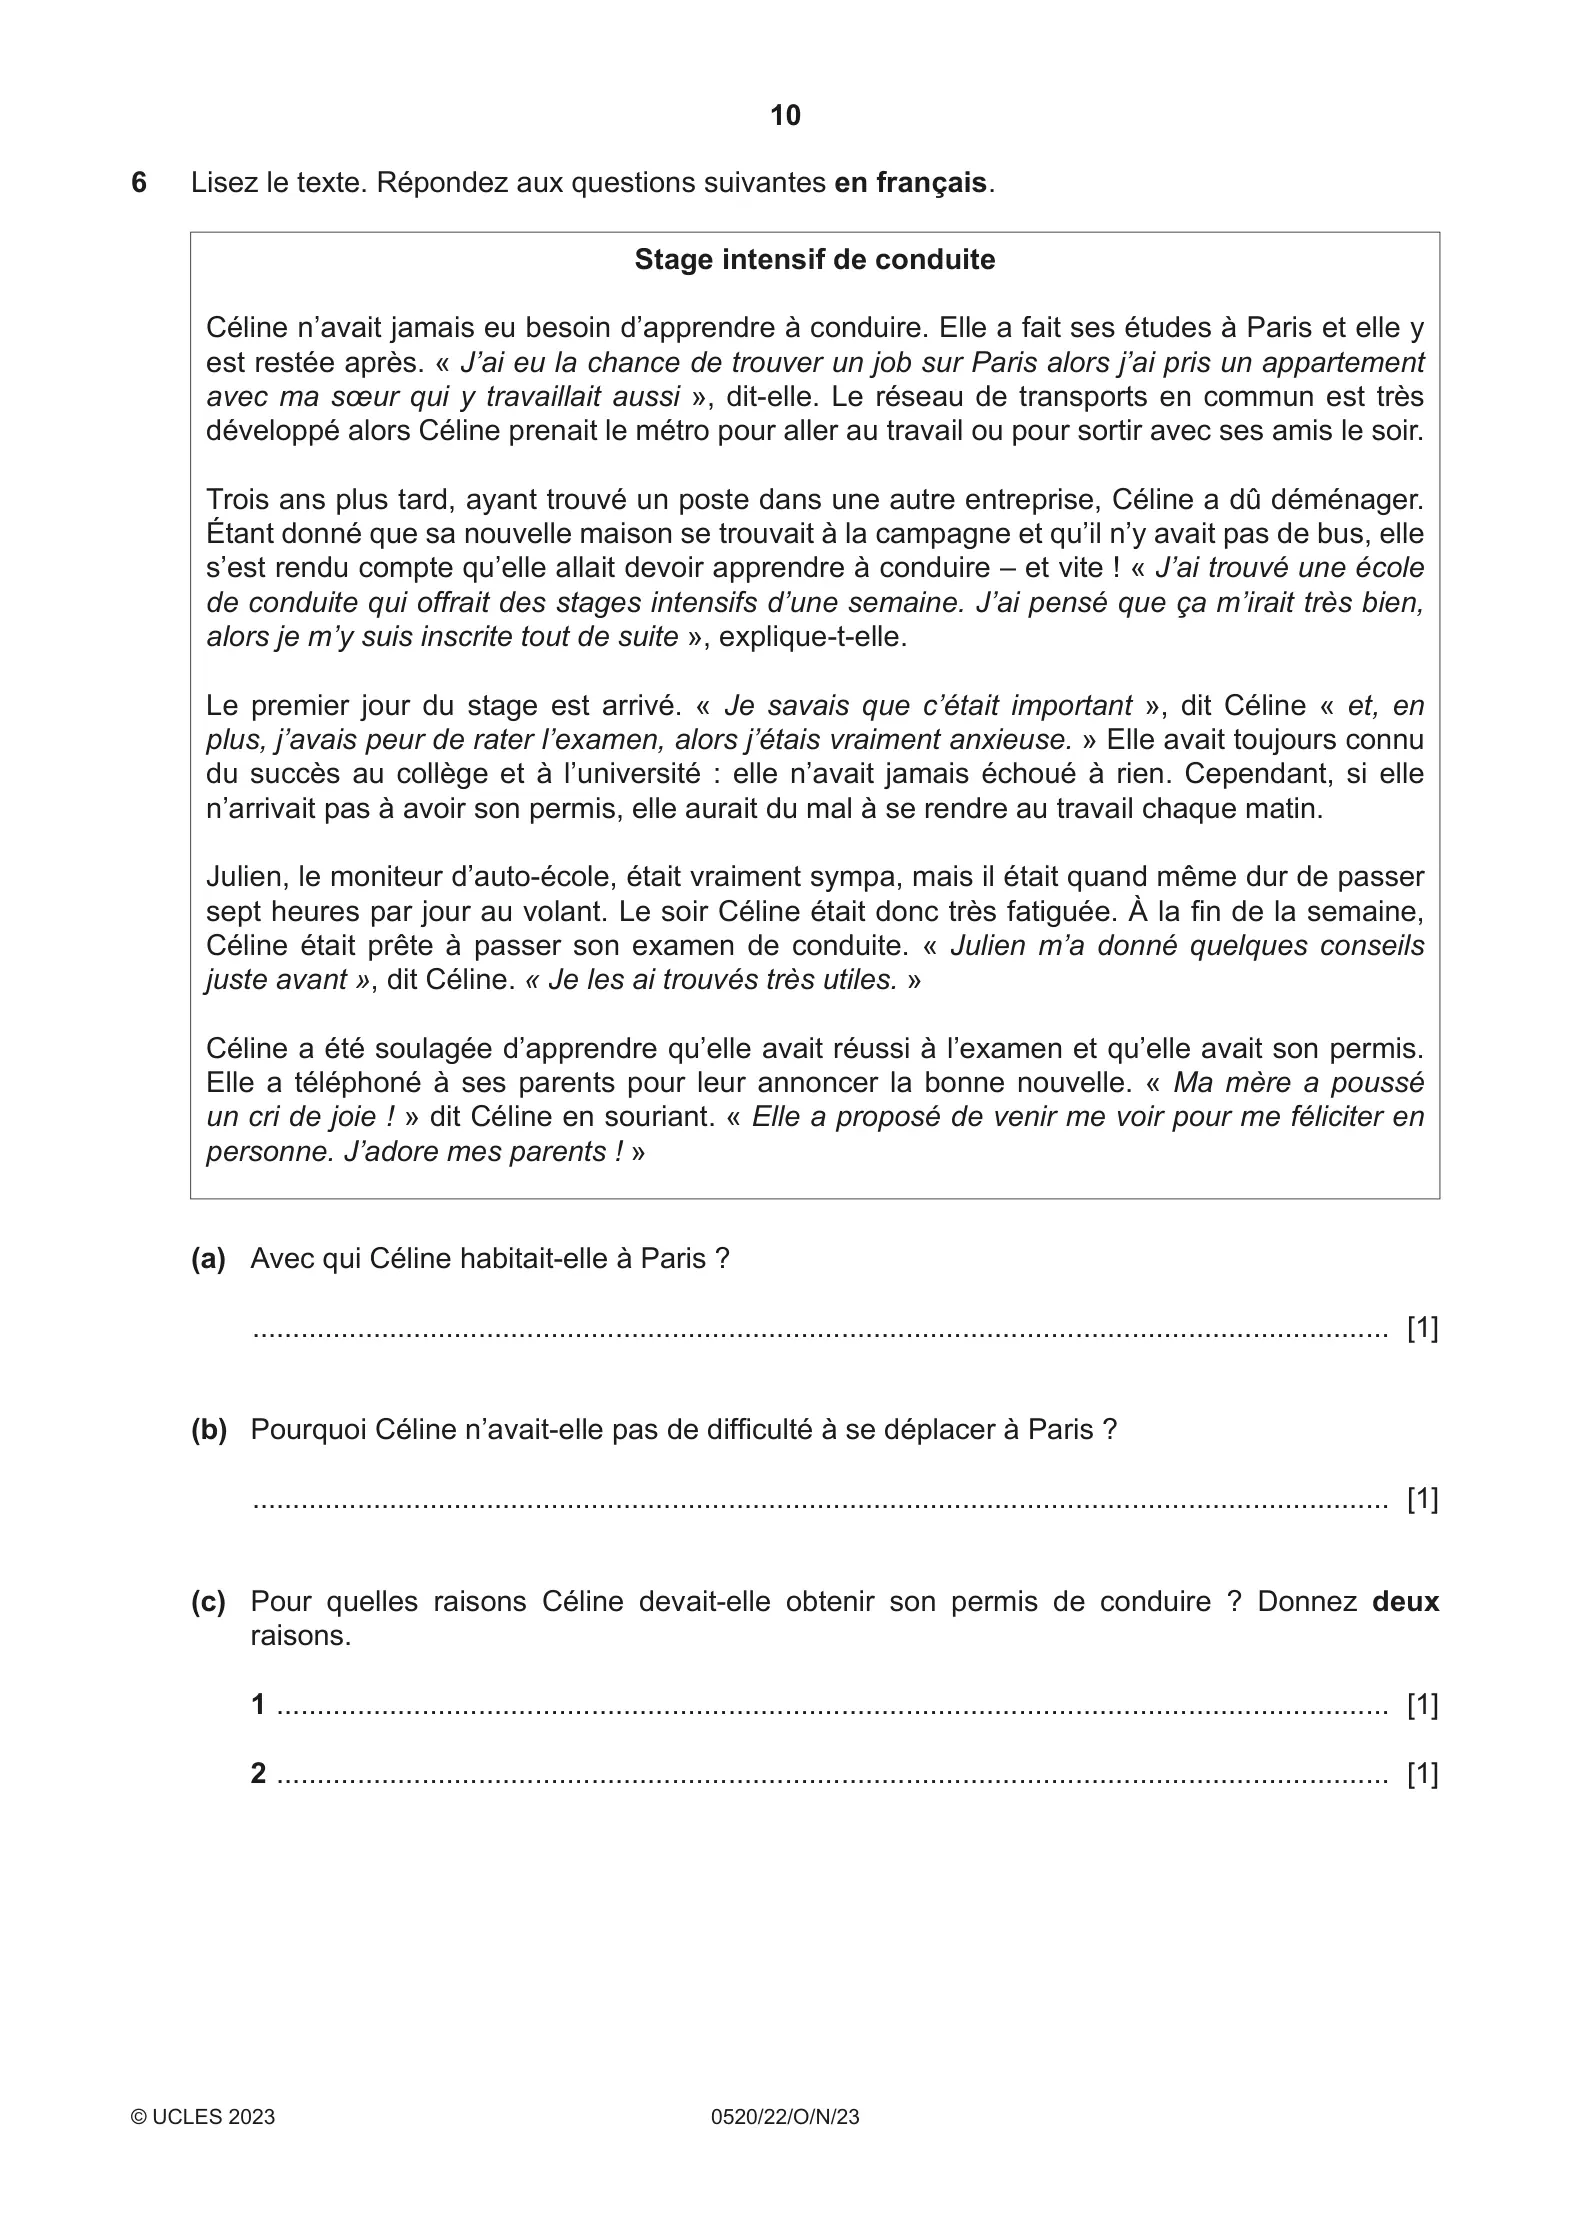 10
6 Lisez le texte. Répondez aux questions suivantes en français.
Stage intensif de conduite
Céline n’avait jamais eu besoin d’apprendre à conduire. Elle a fait ses études à Paris et elle y
est restée après. « J’ai eu la chance de trouver un job sur Paris alors j’ai pris un appartement
avec ma sœur qui y travaillait aussi », dit-elle. Le réseau de transports en commun est très
développé alors Céline prenait le métro pour aller au travail ou pour sortir avec ses amis le soir.
Trois ans plus tard, ayant trouvé un poste dans une autre entreprise, Céline a dû déménager.
Étant donné que sa nouvelle maison se trouvait à la campagne et qu’il n’y avait pas de bus, elle
s’est rendu compte qu’elle allait devoir apprendre à conduire – et vite ! « J’ai trouvé une école
de conduite qui offrait des stages intensifs d’une semaine. J’ai pensé que ça m’irait très bien,
alors je m’y suis inscrite tout de suite », explique-t-elle.
Le premier jour du stage est arrivé. « Je savais que c’était important », dit Céline « et, en
plus, j’avais peur de rater l’examen, alors j’étais vraiment anxieuse. » Elle avait toujours connu
du succès au collège et à l’université : elle n’avait jamais échoué à rien. Cependant, si elle
n’arrivait pas à avoir son permis, elle aurait du mal à se rendre au travail chaque matin.
Julien, le moniteur d’auto-école, était vraiment sympa, mais il était quand même dur de passer
sept heures par jour au volant. Le soir Céline était donc très fatiguée. À la fin de la semaine,
Céline était prête à passer son examen de conduite. « Julien m’a donné quelques conseils
juste avant », dit Céline. « Je les ai trouvés très utiles. »
Céline a été soulagée d’apprendre qu’elle avait réussi à l’examen et qu’elle avait son permis.
Elle a téléphoné à ses parents pour leur annoncer la bonne nouvelle. « Ma mère a poussé
un cri de joie ! » dit Céline en souriant. « Elle a proposé de venir me voir pour me féliciter en
personne. J’adore mes parents ! »
(a) Avec qui Céline habitait-elle à Paris ?
[1]
(b) Pourquoi Céline n’avait-elle pas de difficulté à se déplacer à Paris ?
[1]
(c) Pour quelles raisons Céline devait-elle obtenir son permis de conduire ? Donnez deux
raisons.
1 [1]
2 [1]
© UCLES 2023 0520/22/O/N/23